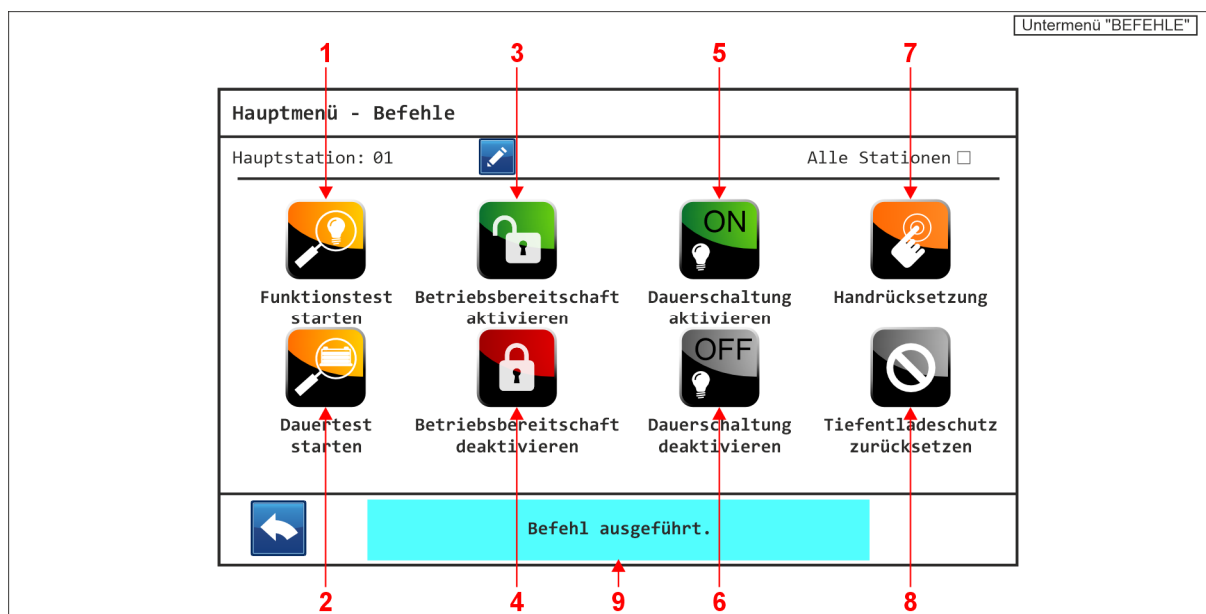 Untermenü "BEFEHLE"
1 3 5 7
Hauptmenü - Befehle
Hauptstation: 01
Alle Stationen
ON
Funktionstest
starten
Betriebsbereitschaft
aktivieren
Dauerschaltung
aktivieren
Handrücksetzung
OFF
Dauertest
starten
Betriebsbereitschaft
deaktivieren
Dauerschaltung
deaktivieren
Tiefentladeschutz
zurücksetzen
Befehl ausgeführt.
2 4 9 6 8